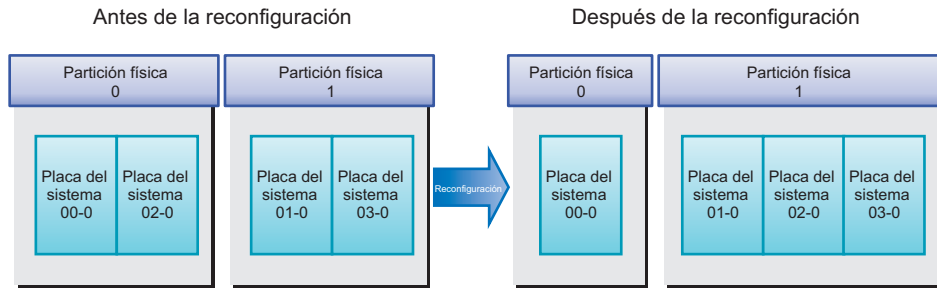 Antes de la reconfiguración
Después de la reconfiguración
Partición física
0
Partición física
1
Partición física
0
Partición física
1
Placa del
sistema
00-0
Placa del
sistema
02-0
Placa del
sistema
01-0
Placa del
sistema
03-0
Reconfiguración
Placa del
sistema
00-0
Placa del
sistema
01-0
Placa del
sistema
02-0
Placa del
sistema
03-0